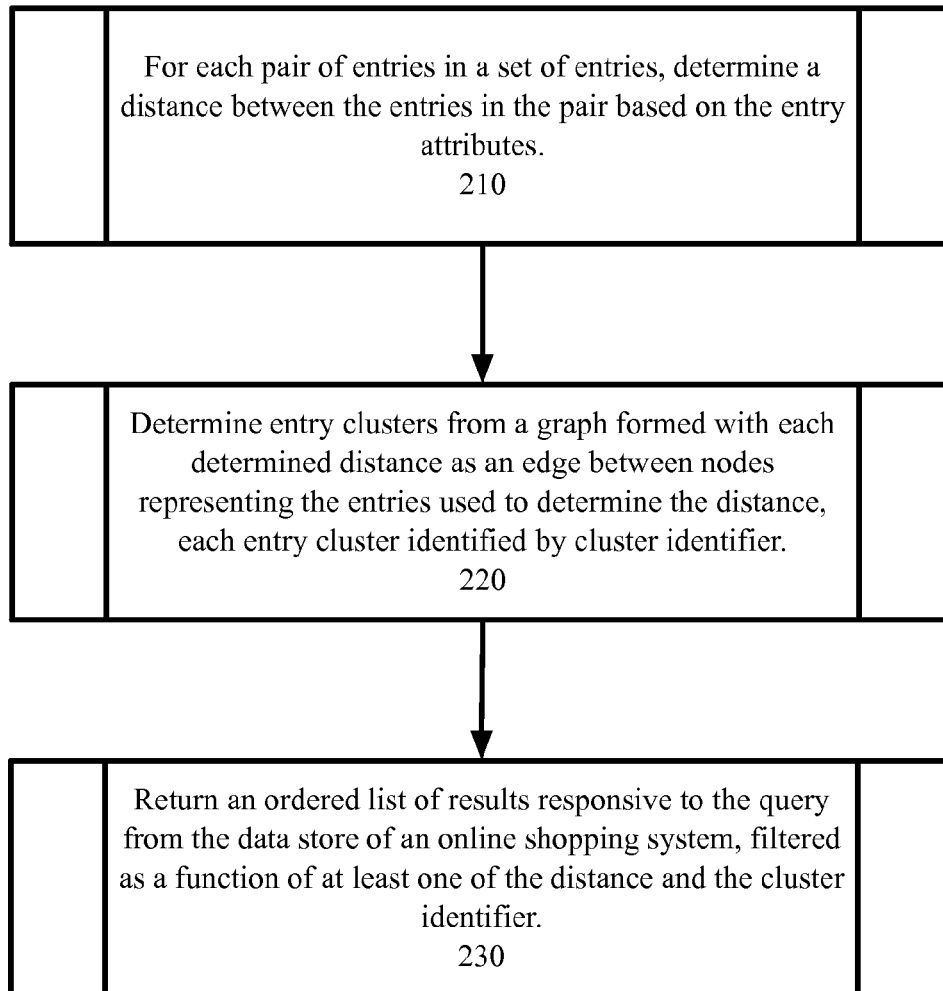 For each pair of entries in a set of entries, determine a
distance between the entries in the pair based on the entry
attributes.
210
Determine entry clusters from a graph formed with each
determined distance as an edge between nodes
representing the entries used to determine the distance,
each entry cluster identified by cluster identifier.
220
Return an ordered list of results responsive to the query
from the data store of an online shopping system, filtered
as a function of at least one of the distance and the cluster
identifier.
230